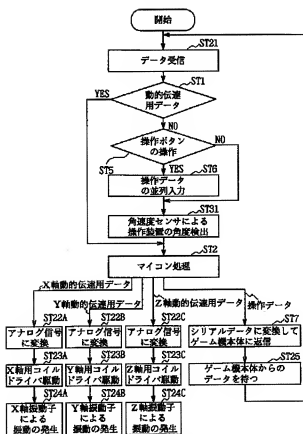 開始
ST21
データ受信
ST1
YES
動的伝達
用データ
NO
操作ボタン
の操作
NO
ST5
YES
ST6
操作データ
の並列入力
ST31
角速度センサによる
操作装置の角度検出
ST2
マイコン処理
X軸動的伝達用データ
Y軸動的伝達用データ
Z軸動的伝達用データ
操作データ
ST22A
ST22B
ST22C
ST7
アナログ信号
に変換
アナログ信号
に変換
アナログ信号
に変換
シリアルデータに変換して
ゲーム機本体に返信
ST23A
ST23B
ST23C
ST25
X軸用コイル
ドライバ駆動
Y軸用コイル
ドライバ駆動
Z軸用コイル
ドライバ駆動
ゲーム機本体からの
データを待つ
ST24A
ST24B
ST24C
X軸振動子
による
振動の発生
Y軸振動子
による
振動の発生
Z軸振動子
による
振動の発生